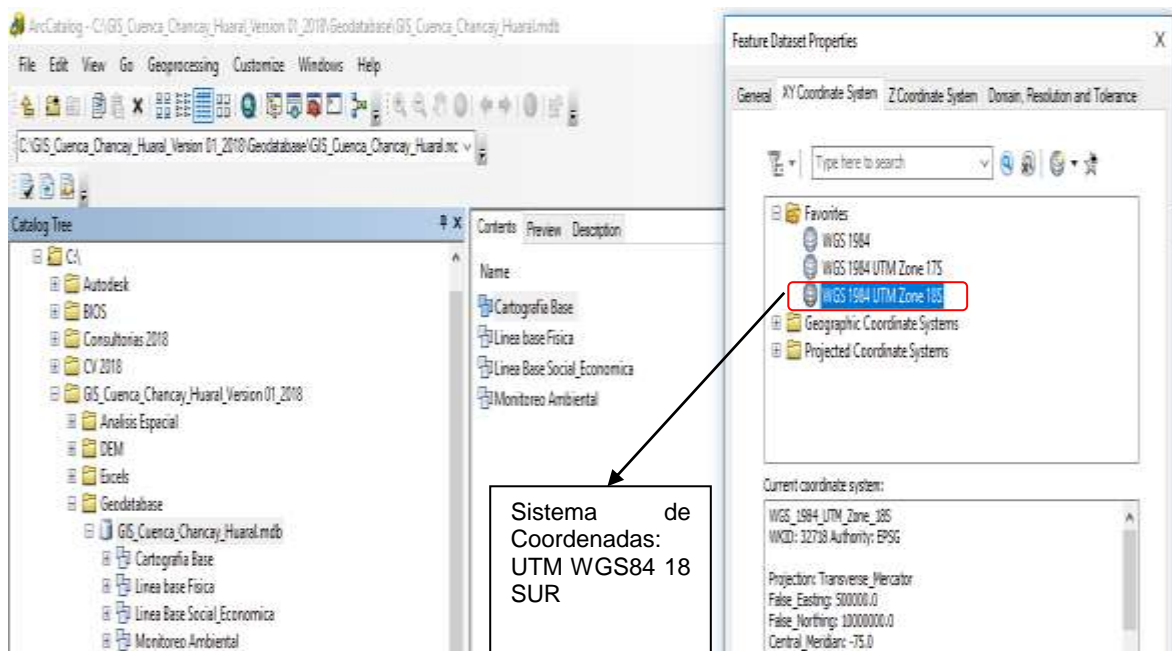 ArcCatalog - C:\GIS_Cuenca_Chancay_Huaral_Version 01_2018\Geodatabase\GIS_Cuenca_Chancay_Huaral.mdb
File Edit View Go Geoprocessing Customize Windows Help
C:\GIS_Cuenca_Chancay_Huaral_Version 01_2018\Geodatabase\GIS_Cuenca_Chancay_Huaral.mc
Catalog Tree
C:\
Autodesk
BIOS
Consultorias 2018
CV 2018
GIS_Cuenca_Chancay_Huaral_Version 01_2018
Analisis Espacial
DEM
Excels
Geodatabase
GIS_Cuenca_Chancay_Huaral.mdb
Cartografia Base
Linea base Fisica
Linea Base Social_Economica
Monitoreo Ambiental
Contents Preview Description
Name
Cartografia Base
Linea base Fisica
Linea Base Social_Economica
Monitoreo Ambiental
Sistema de
Coordenadas:
UTM WGS84 18
SUR
Feature Dataset Properties X
General XY Coordinate System Z Coordinate System Domain, Resolution and Tolerance
Type here to search
Favorites
WGS 1984
WGS 1984 UTM Zone 17S
WGS 1984 UTM Zone 18S
Geographic Coordinate Systems
Projected Coordinate Systems
Current coordinate system:
WGS_1984_UTM_Zone_18S
WKID: 32718 Authority: EPSG
Projection: Transverse_Mercator
False_Easting: 500000.0
False_Northing: 10000000.0
Central_Meridian: -75.0